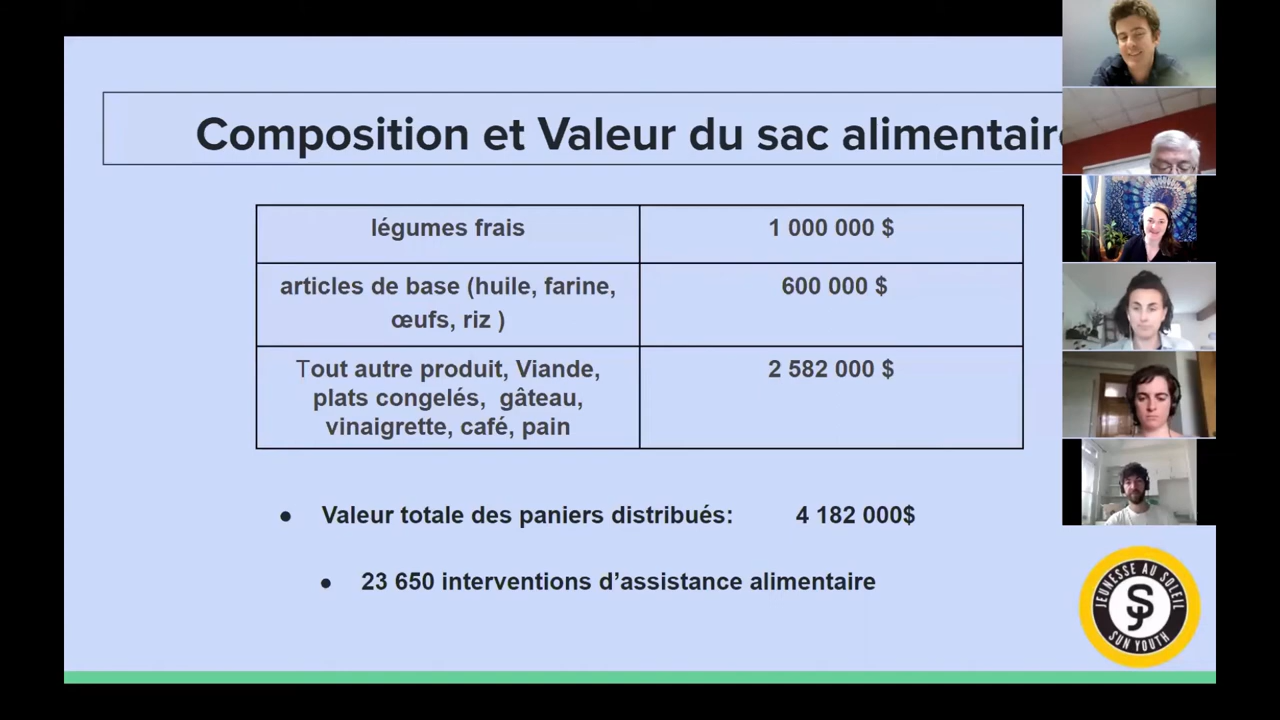 Composition et Valeur du sac alimentaire
légumes frais
1 000 000 $
articles de base (huile, farine,
œufs, riz )
600 000 $
Tout autre produit, Viande,
plats congelés, gâteau,
vinaigrette, café, pain
2 582 000 $
● Valeur totale des paniers distribués: 4 182 000$
● 23 650 interventions d’assistance alimentaire
JEUNESSE AU SOLEIL
SJ
SUN YOUTH